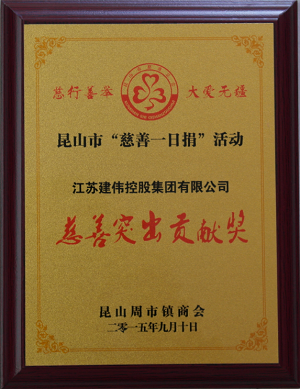 慈行善举 大爱无疆
昆山市“慈善一日捐”活动
江苏建伟控股集团有限公司
慈善突出贡献奖
昆山周市镇商会
二零一五年九月十日